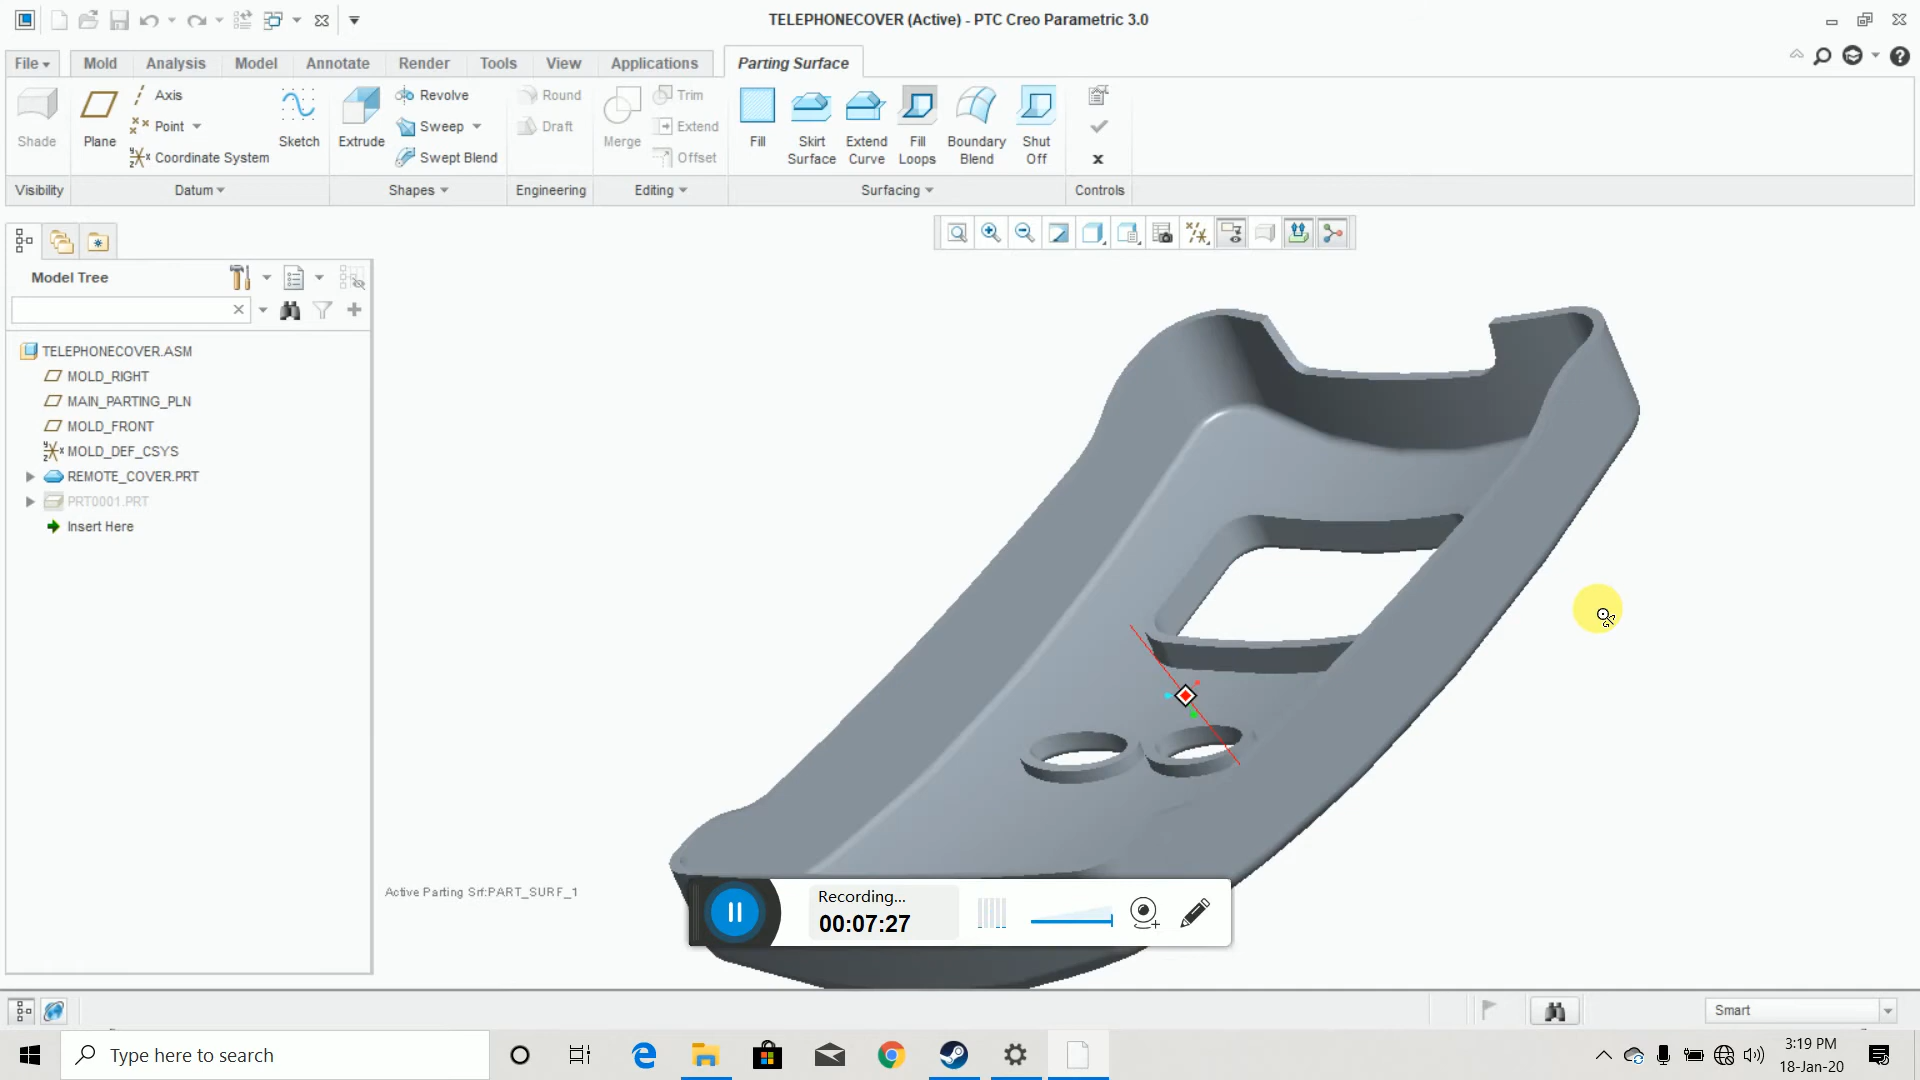 TELEPHONECOVER (Active) - PTC Creo Parametric 3.0
File Mold Analysis Model Annotate Render Tools View Applications Parting Surface
Shade
Plane
Axis
Point
Coordinate System
Sketch
Extrude
Revolve
Sweep
Swept Blend
Round
Draft
Merge
Trim
Extend
Offset
Fill
Skirt Surface
Extend Curve
Fill Loops
Boundary Blend
Shut Off
Visibility Datum Shapes Engineering Editing Surfacing Controls
Model Tree
TELEPHONECOVER.ASM
MOLD_RIGHT
MAIN_PARTING_PLN
MOLD_FRONT
MOLD_DEF_CSYS
REMOTE_COVER.PRT
PRT0001.PRT
Insert Here
Active Parting Srf:PART_SURF_1
Recording...
00:07:27
Smart
Type here to search
3:19 PM
18-Jan-20